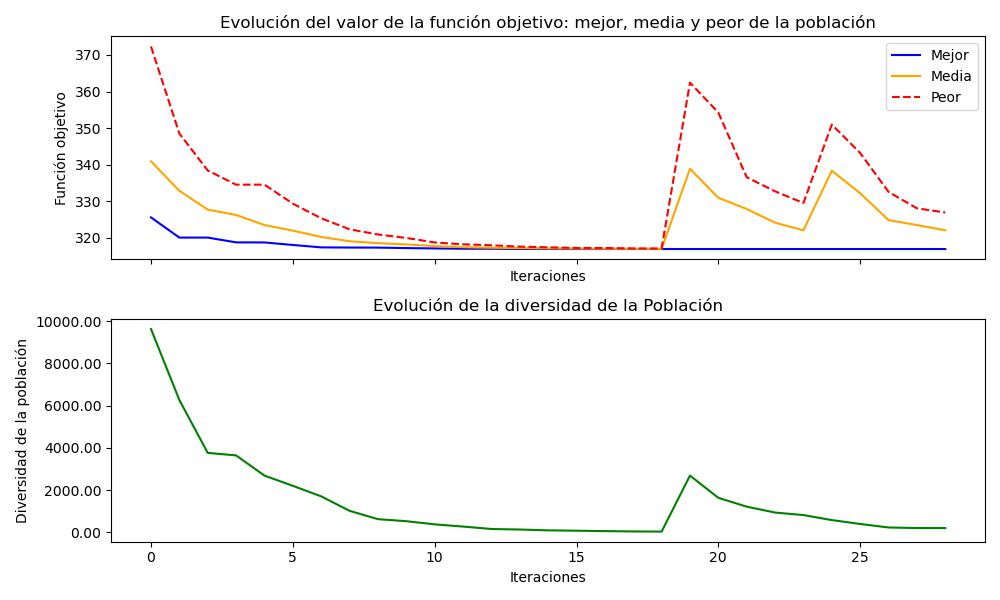 Evolución del valor de la función objetivo: mejor, media y peor de la población
Función objetivo
370
360
350
340
330
320
Mejor
Media
Peor
Iteraciones
Evolución de la diversidad de la Población
Diversidad de la población
10000.00
8000.00
6000.00
4000.00
2000.00
0.00
0 5 10 15 20 25
Iteraciones